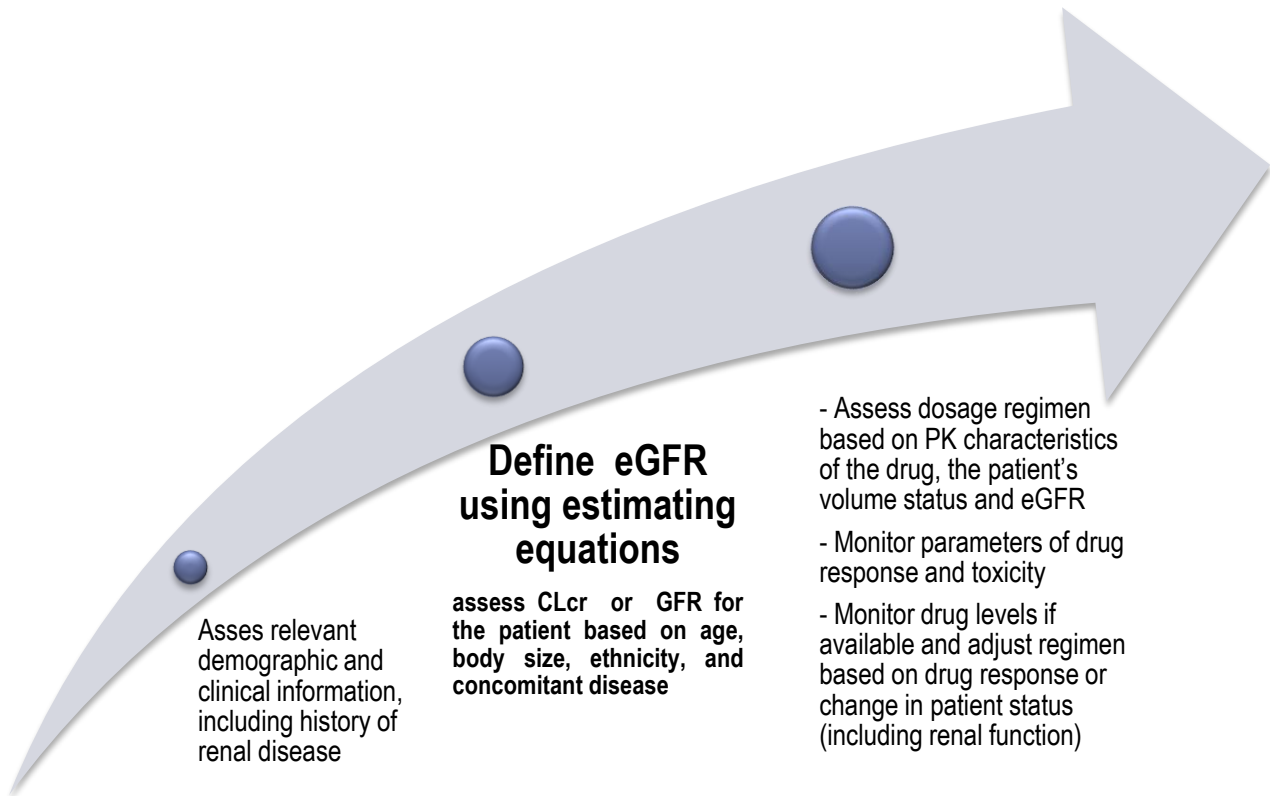 Asses relevant
demographic and
clinical information,
including history of
renal disease
Define eGFR
using estimating
equations
assess CLcr or GFR for
the patient based on age,
body size, ethnicity, and
concomitant disease
- Assess dosage regimen
based on PK characteristics
of the drug, the patient’s
volume status and eGFR
- Monitor parameters of drug
response and toxicity
- Monitor drug levels if
available and adjust regimen
based on drug response or
change in patient status
(including renal function)